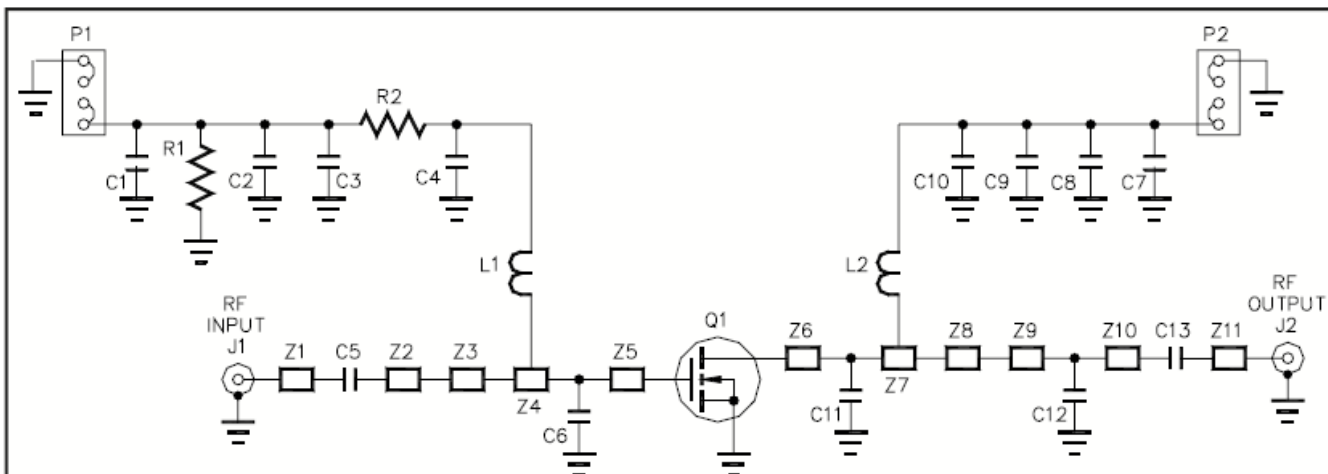 P1
P2
R2
R1
C1
C2
C3
C4
C10
C9
C8
C7
L1
L2
RF
INPUT
J1
Z1
C5
Z2
Z3
Z4
C6
Z5
Q1
Z6
C11
Z7
Z8
Z9
C12
Z10
C13
Z11
RF
OUTPUT
J2